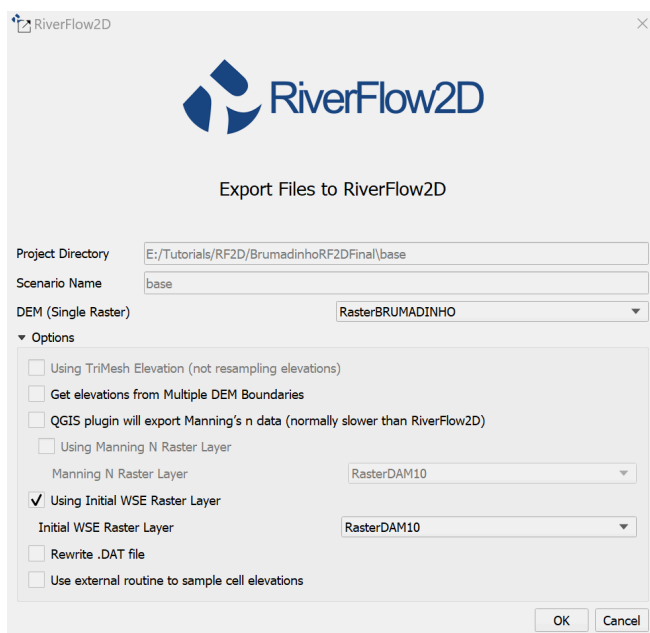 RiverFlow2D
RiverFlow2D
Export Files to RiverFlow2D
Project Directory E:/Tutorials/RF2D/BrumadinhoRF2DFinal\base
Scenario Name base
DEM (Single Raster) RasterBRUMADINHO
Options
Using TriMesh Elevation (not resampling elevations)
Get elevations from Multiple DEM Boundaries
QGIS plugin will export Manning's n data (normally slower than RiverFlow2D)
Using Manning N Raster Layer
Manning N Raster Layer RasterDAM10
Using Initial WSE Raster Layer
Initial WSE Raster Layer RasterDAM10
Rewrite .DAT file
Use external routine to sample cell elevations
OK Cancel